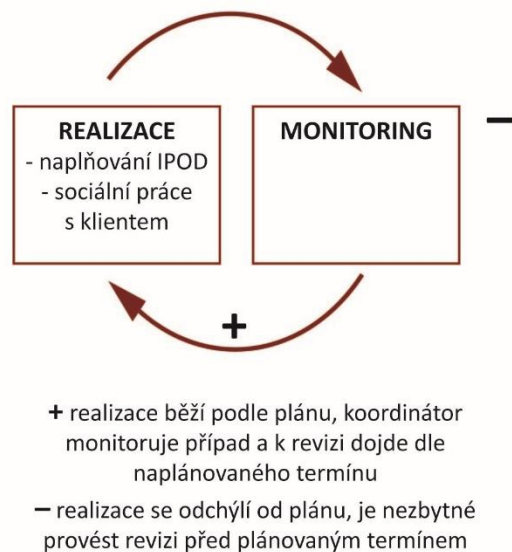 REALIZACE
- naplňování IPOD
- sociální práce
s klientem
MONITORING
–
+
+ realizace běží podle plánu, koordinátor
monitoruje případ a k revizi dojde dle
naplánovaného termínu
– realizace se odchýlí od plánu, je nezbytné
provést revizi před plánovaným termínem